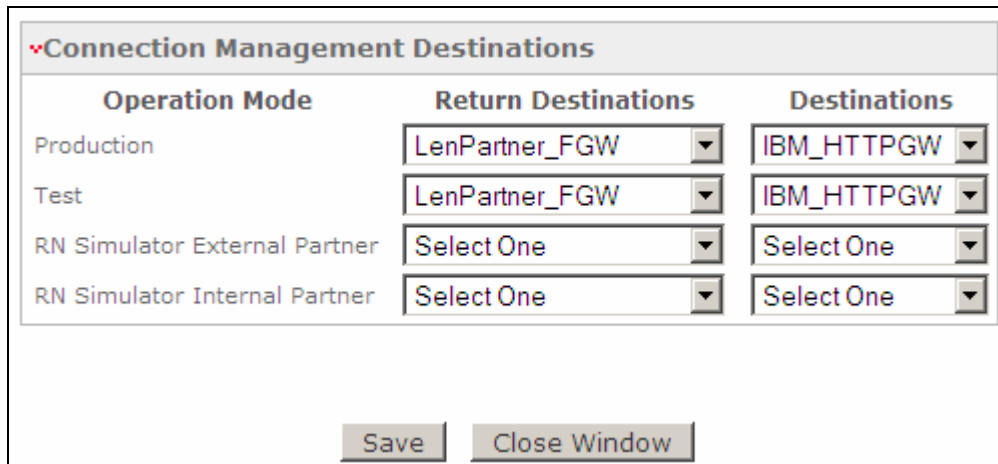 Connection Management Destinations
Operation Mode Return Destinations Destinations
Production LenPartner_FGW IBM_HTTPGW
Test LenPartner_FGW IBM_HTTPGW
RN Simulator External Partner Select One Select One
RN Simulator Internal Partner Select One Select One
Save Close Window